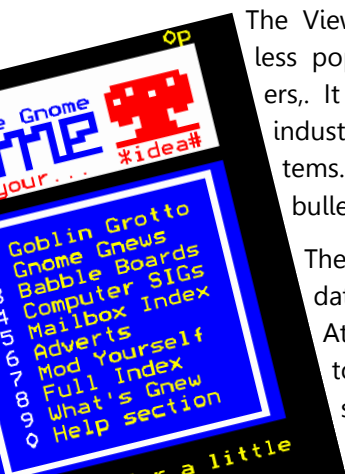 0p
e Gnome
ome
your... *idea#
Goblin Grotto
Gnome Gnews
Babble Boards
3 Computer SIGs
4 Mailbox Index
5 Adverts
6 Mod Yourself
7 Full Index
8 What's Gnew
9 Help section
0
a little
The View
less pop
ers,. It
indust
tems.
bulle
The
dat
At
to
s